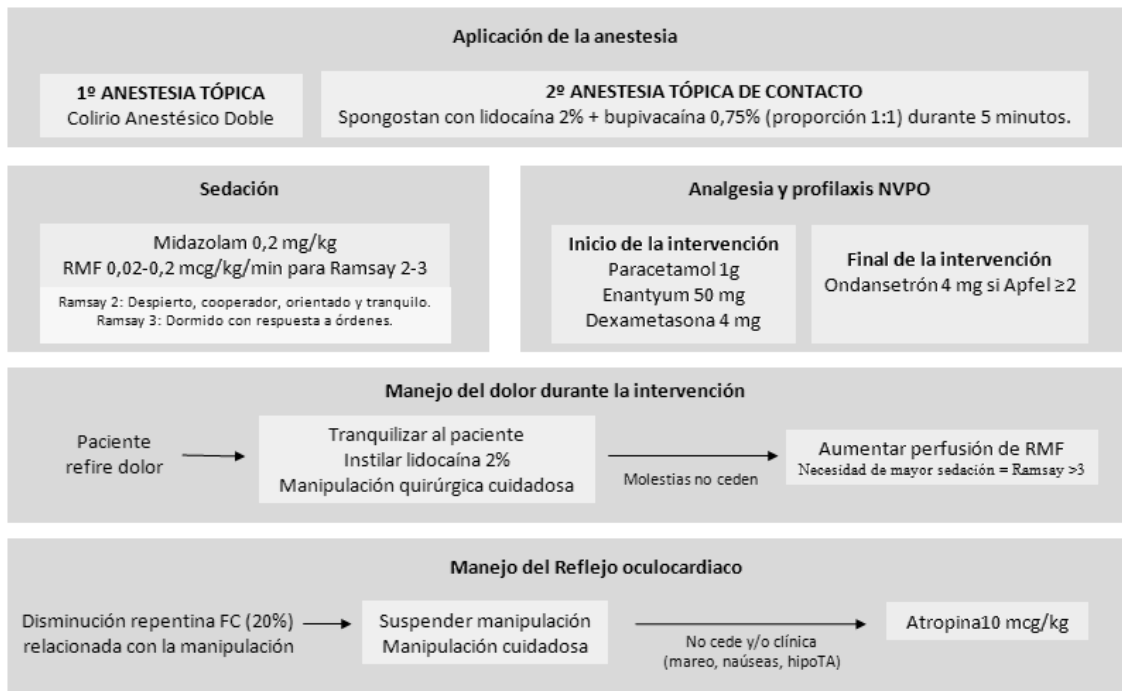 Aplicación de la anestesia
1º ANESTESIA TÓPICA
Colirio Anestésico Doble
2º ANESTESIA TÓPICA DE CONTACTO
Spongostan con lidocaína 2% + bupivacaína 0,75% (proporción 1:1) durante 5 minutos.
Sedación
Midazolam 0,2 mg/kg
RMF 0,02-0,2 mcg/kg/min para Ramsay 2-3
Ramsay 2: Despierto, cooperador, orientado y tranquilo.
Ramsay 3: Dormido con respuesta a órdenes.
Analgesia y profilaxis NVPO
Inicio de la intervención
Paracetamol 1g
Enantyum 50 mg
Dexametasona 4 mg
Final de la intervención
Ondansetrón 4 mg si Apfel ≥2
Manejo del dolor durante la intervención
Paciente
refire dolor
Tranquilizar al paciente
Instilar lidocaína 2%
Manipulación quirúrgica cuidadosa
Molestias no ceden
Aumentar perfusión de RMF
Necesidad de mayor sedación = Ramsay >3
Manejo del Reflejo oculocardiaco
Disminución repentina FC (20%)
relacionada con la manipulación
Suspender manipulación
Manipulación cuidadosa
No cede y/o clínica
(mareo, naúseas, hipoTA)
Atropina10 mcg/kg